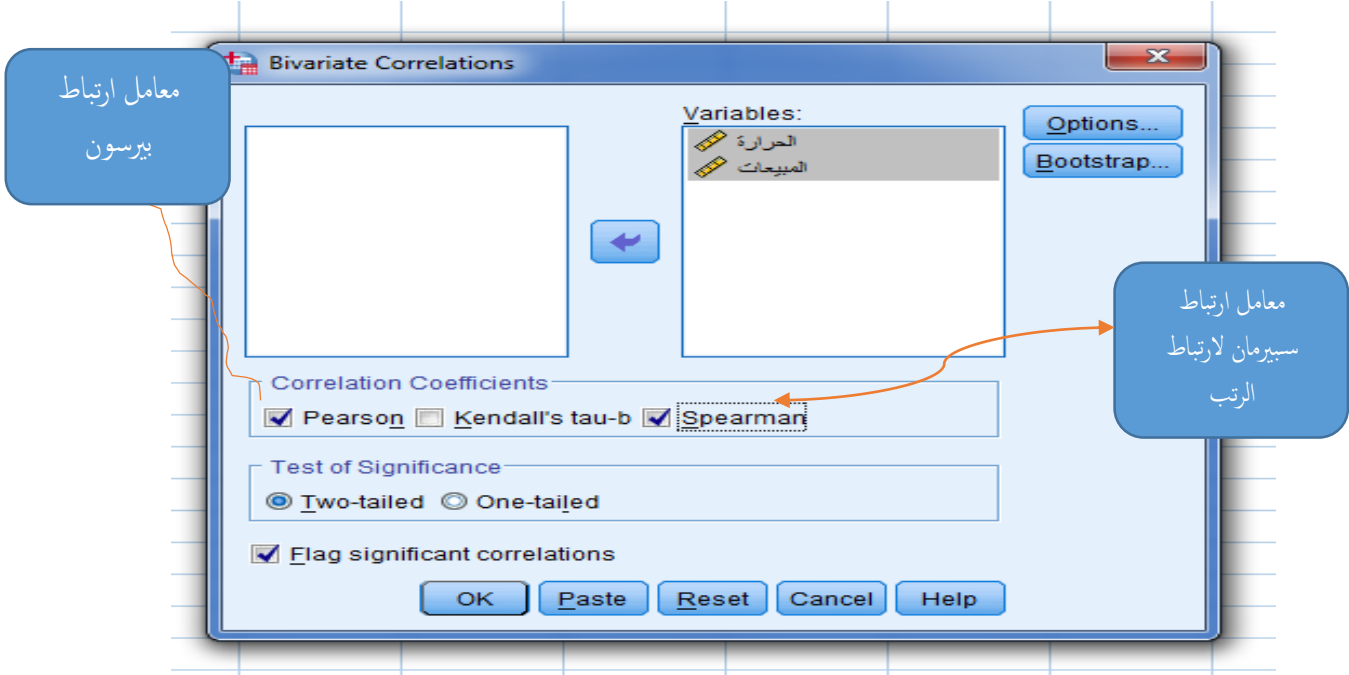 Bivariate Correlations
معامل ارتباط
بيرسون
Variables:
الحرارة
المبيعات
Options...
Bootstrap...
معامل ارتباط
سبيرمان لارتباط
الرتب
Correlation Coefficients
Pearson Kendall's tau-b Spearman
Test of Significance
Two-tailed One-tailed
Flag significant correlations
OK Paste Reset Cancel Help